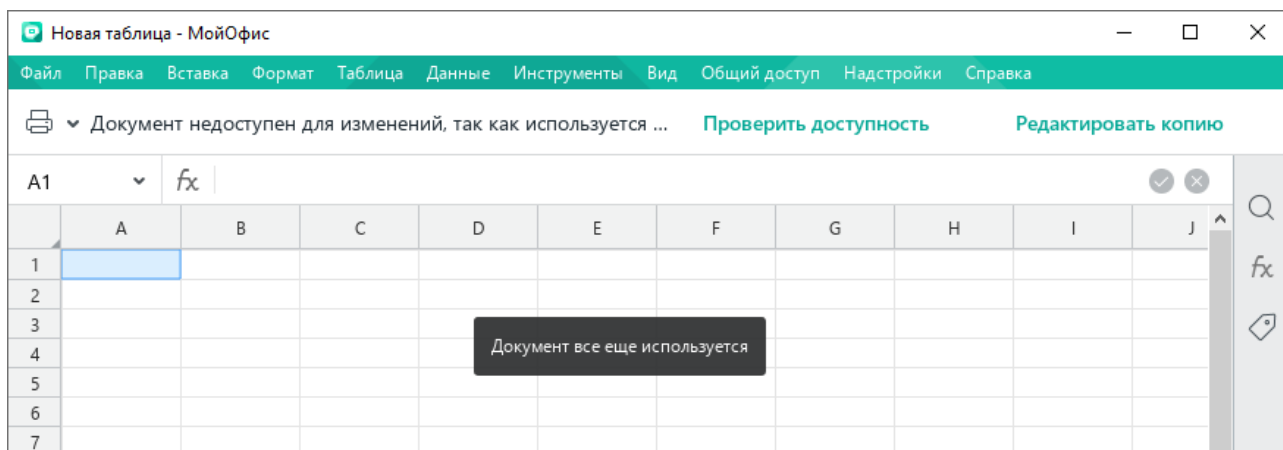 Новая таблица - МойОфис
Файл Правка Вставка Формат Таблица Данные Инструменты Вид Общий доступ Надстройки Справка
Документ недоступен для изменений, так как используется ... Проверить доступность Редактировать копию
A1 fx
A B C D E F G H I J
1
2
3
4
5
6
7
Документ все еще используется
fx